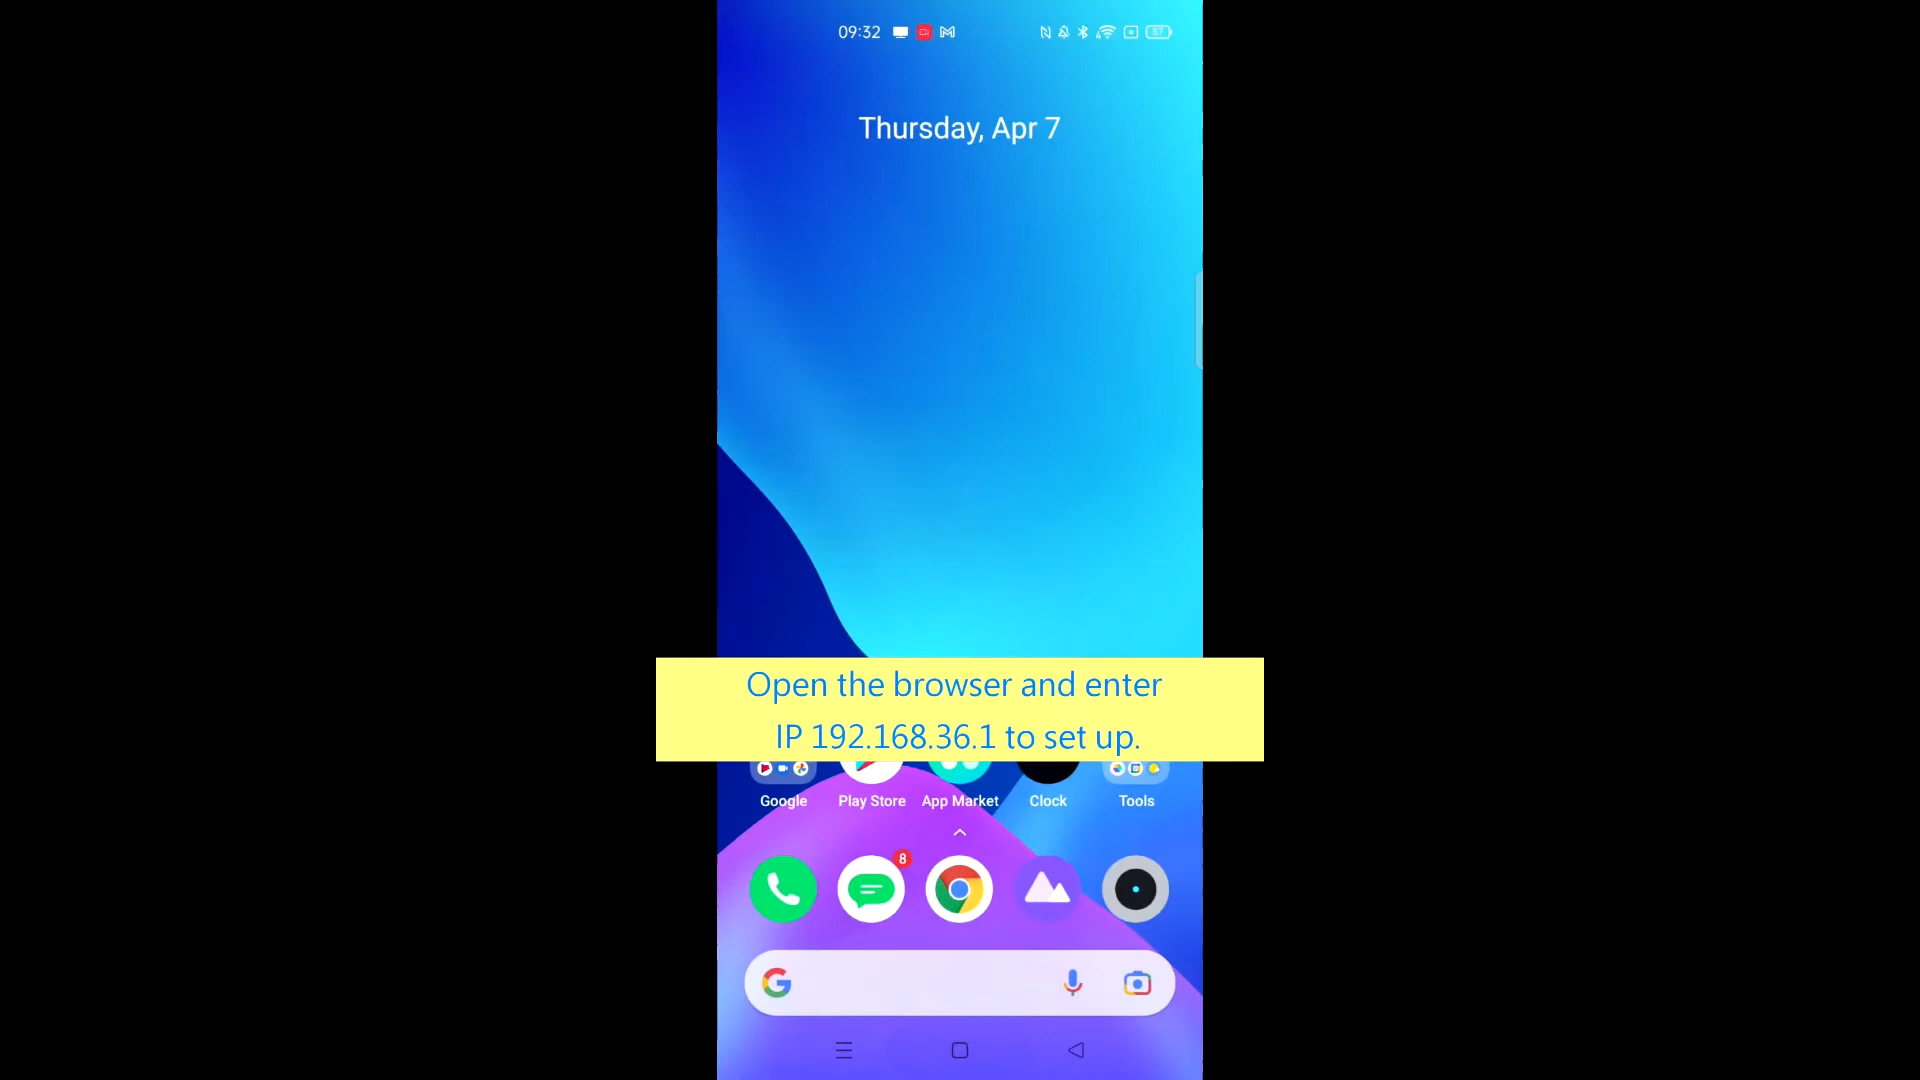 09:32
87
Thursday, Apr 7
Open the browser and enter
IP 192.168.36.1 to set up.
Google Play Store App Market Clock Tools
8